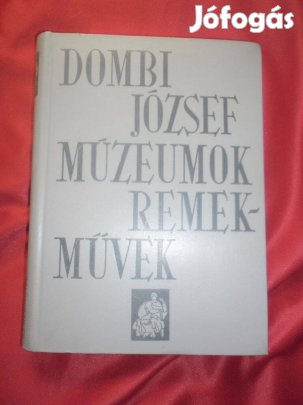 Jófogás
DOMBI
JÓZSEF
MÚZEUMOK
REMEK-
MŰVEK